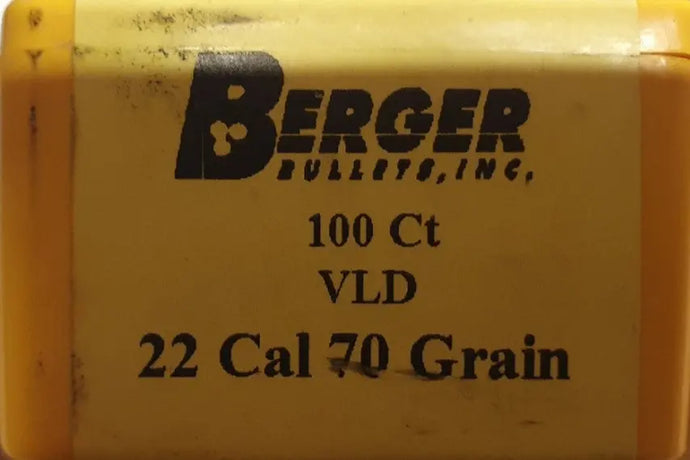 BERGER
BULLETS, INC.
100 Ct
VLD
22 Cal 70 Grain